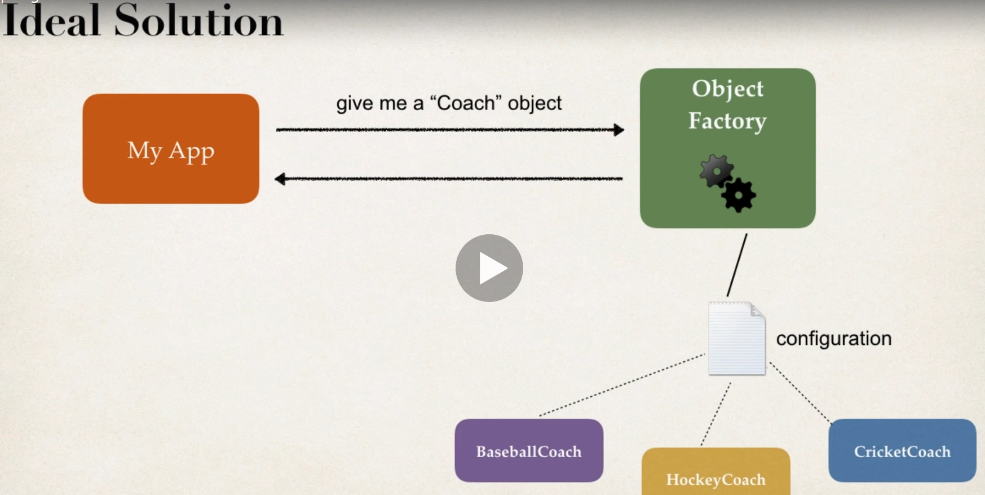 Ideal Solution
give me a “Coach” object
My App
Object
Factory
configuration
BaseballCoach
HockeyCoach
CricketCoach